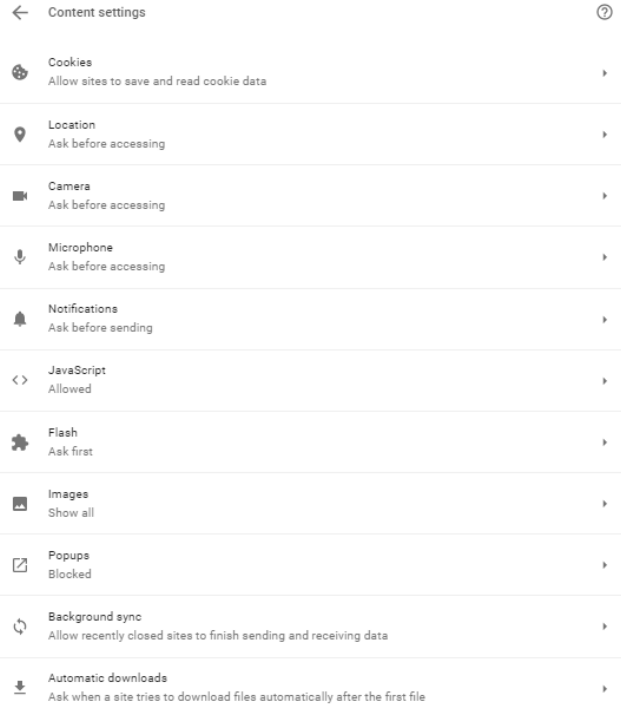 Content settings
Cookies
Allow sites to save and read cookie data
Location
Ask before accessing
Camera
Ask before accessing
Microphone
Ask before accessing
Notifications
Ask before sending
JavaScript
Allowed
Flash
Ask first
Images
Show all
Popups
Blocked
Background sync
Allow recently closed sites to finish sending and receiving data
Automatic downloads
Ask when a site tries to download files automatically after the first file